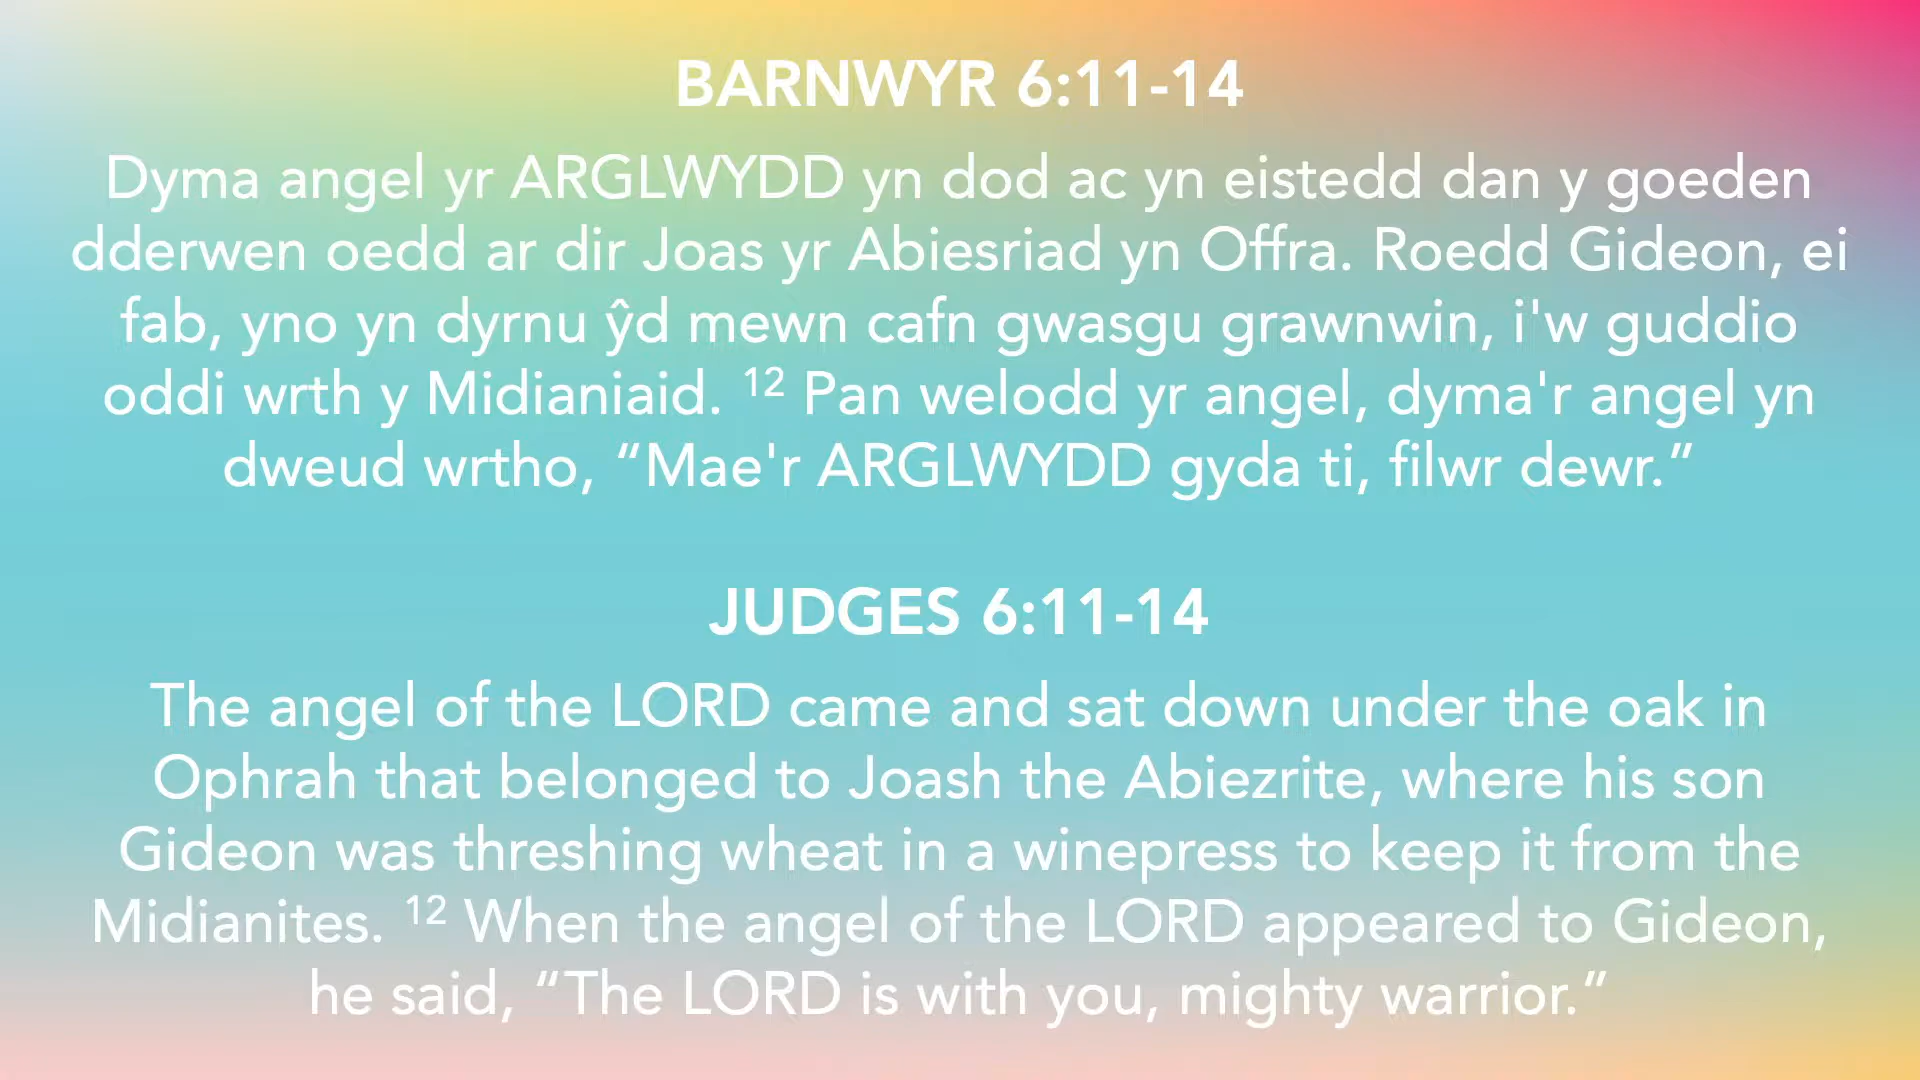 BARNWYR 6:11-14
Dyma angel yr ARGLWYDD yn dod ac yn eistedd dan y goeden
dderwen oedd ar dir Joas yr Abiesriad yn Offra. Roedd Gideon, ei
fab, yno yn dyrnu ŷd mewn cafn gwasgu grawnwin, i'w guddio
oddi wrth y Midianiaid. ¹² Pan welodd yr angel, dyma'r angel yn
dweud wrtho, “Mae'r ARGLWYDD gyda ti, filwr dewr.”
JUDGES 6:11-14
The angel of the LORD came and sat down under the oak in
Ophrah that belonged to Joash the Abiezrite, where his son
Gideon was threshing wheat in a winepress to keep it from the
Midianites. ¹² When the angel of the LORD appeared to Gideon,
he said, “The LORD is with you, mighty warrior.”